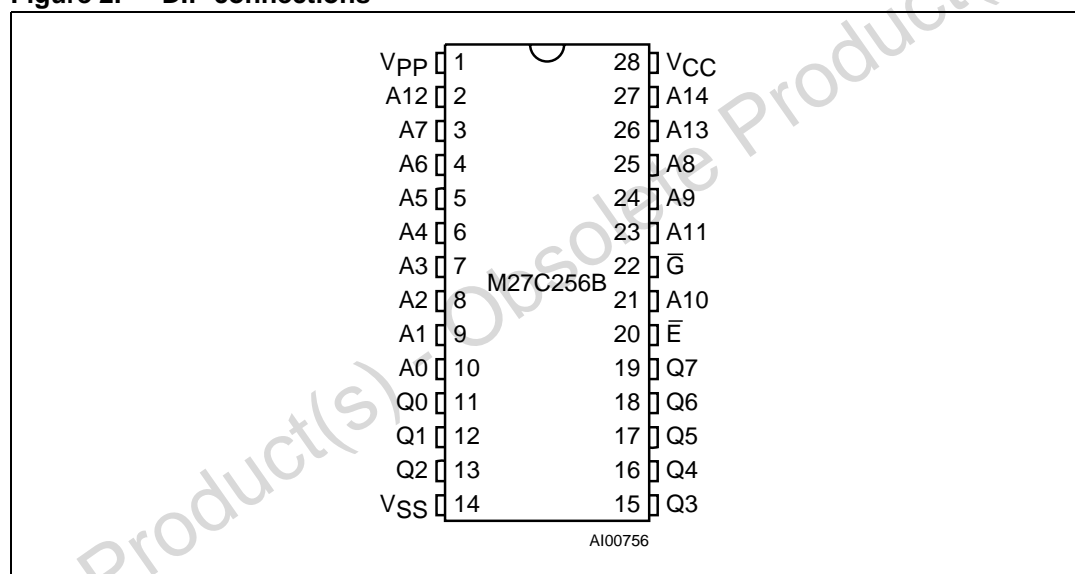 Figure 2. DIP connections
VPP 1 28 VCC
A12 2 27 A14
A7 3 26 A13
A6 4 25 A8
A5 5 24 A9
A4 6 23 A11
A3 7 22 G̅
M27C256B
A2 8 21 A10
A1 9 20 E̅
A0 10 19 Q7
Q0 11 18 Q6
Q1 12 17 Q5
Q2 13 16 Q4
VSS 14 15 Q3
AI00756
Product(s) - Obsolete Product(